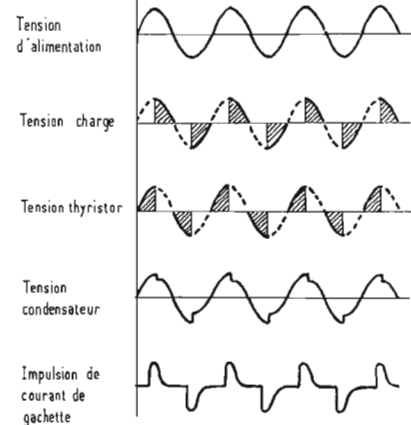 Tension
d'alimentation
Tension charge
Tension thyristor
Tension
condensateur
Impulsion de
courant de
gachette